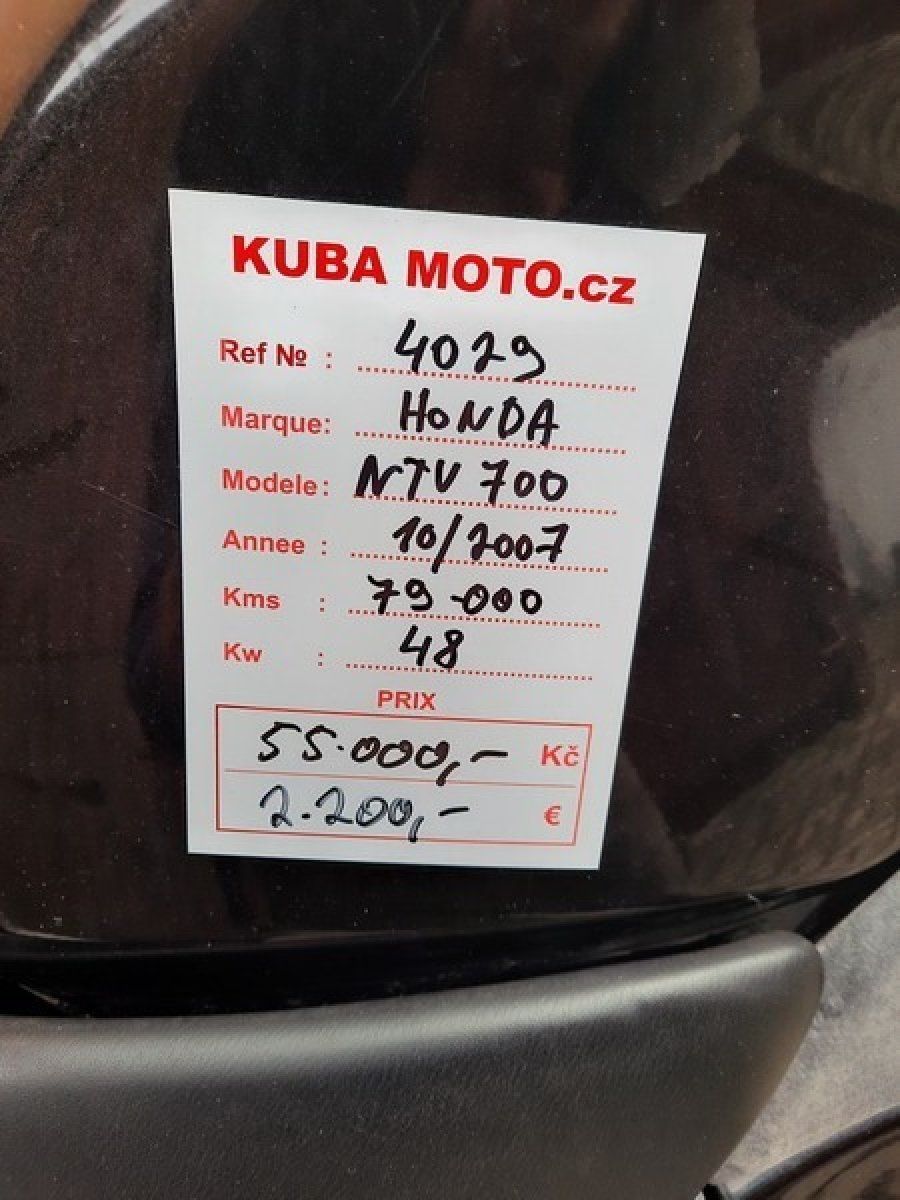 KUBA MOTO.cz
Ref № : 4029
Marque: HONDA
Modele: NTV 700
Annee : 10/2007
Kms : 79.000
Kw : 48
PRIX
55.000,- Kč
2.200,- €